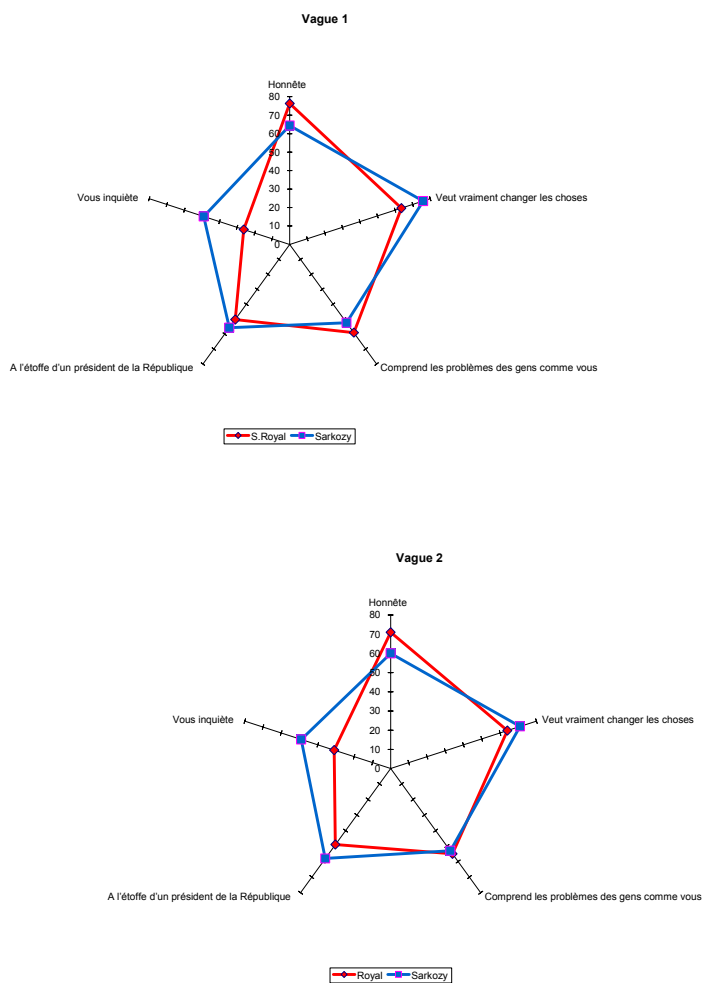 Vague 1
Honnête
80
70
60
50
40
30
20
10
0
Vous inquiète
Veut vraiment changer les choses
A l'étoffe d'un président de la République
Comprend les problèmes des gens comme vous
S.Royal Sarkozy
Vague 2
Honnête
80
70
60
50
40
30
20
10
0
Vous inquiète
Veut vraiment changer les choses
A l'étoffe d'un président de la République
Comprend les problèmes des gens comme vous
Royal Sarkozy